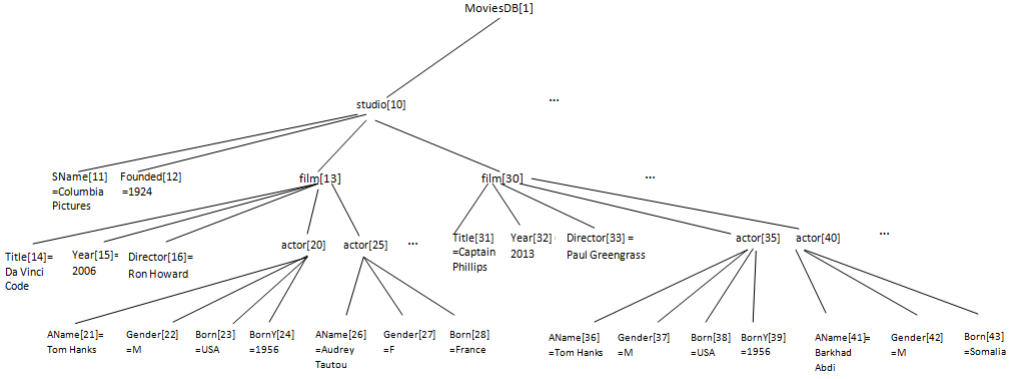 MoviesDB[1]
studio[10]
...
SName[11]
=Columbia
Pictures
Founded[12]
=1924
film[13]
film[30]
...
Title[14]=
Da Vinci
Code
Year[15]=
2006
Director[16]=
Ron Howard
actor[20]
actor[25]
...
Title[31]
=Captain
Phillips
Year[32]
2013
Director[33] =
Paul Greengrass
actor[35]
actor[40]
...
AName[21]=
Tom Hanks
Gender[22]
=M
Born[23]
=USA
BornY[24]
=1956
AName[26]
=Audrey
Tautou
Gender[27]
=F
Born[28]
=France
AName[36]
=Tom Hanks
Gender[37]
=M
Born[38]
=USA
BornY[39]
=1956
AName[41]=
Barkhad
Abdi
Gender[42]
=M
Born[43]
=Somalia